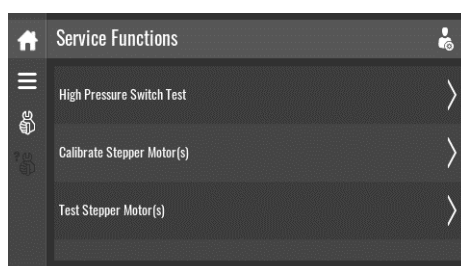 Service Functions
High Pressure Switch Test
Calibrate Stepper Motor(s)
Test Stepper Motor(s)